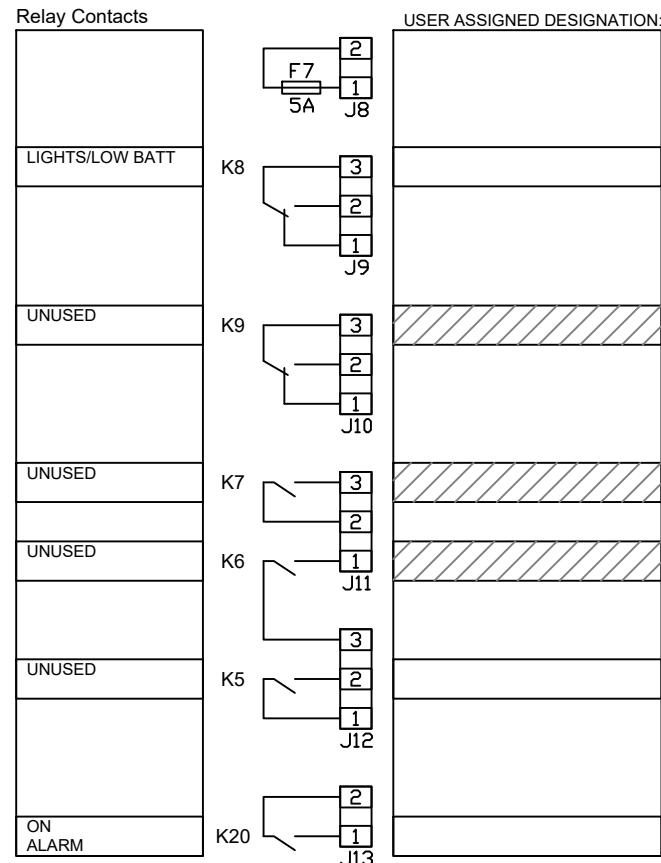 Relay Contacts
USER ASSIGNED DESIGNATION:
2
F7
1
5A
J8
LIGHTS/LOW BATT
K8
3
2
1
J9
UNUSED
K9
3
2
1
J10
UNUSED
K7
3
2
UNUSED
K6
1
J11
3
UNUSED
K5
2
1
J12
2
ON
ALARM
K20
1
J13